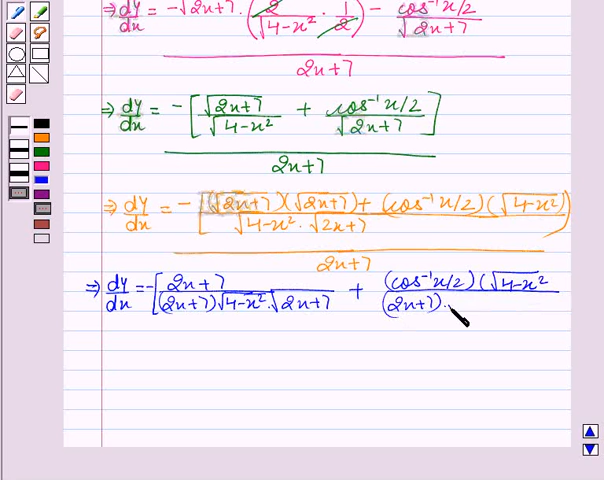 ⇒ dy/dx = -√2x+7 · (2/√4-x² · 1/2) - cos⁻¹x/2 / √2x+7
2x+7
⇒ dy/dx = -[√2x+7 / √4-x² + cos⁻¹x/2 / √2x+7]
2x+7
⇒ dy/dx = -[(√2x+7)(√2x+7) + (cos⁻¹x/2)(√4-x²) / √4-x² · √2x+7]
2x+7
⇒ dy/dx = -[2x+7 / (2x+7)√4-x² · √2x+7 + (cos⁻¹x/2)(√4-x² / (2x+7)·